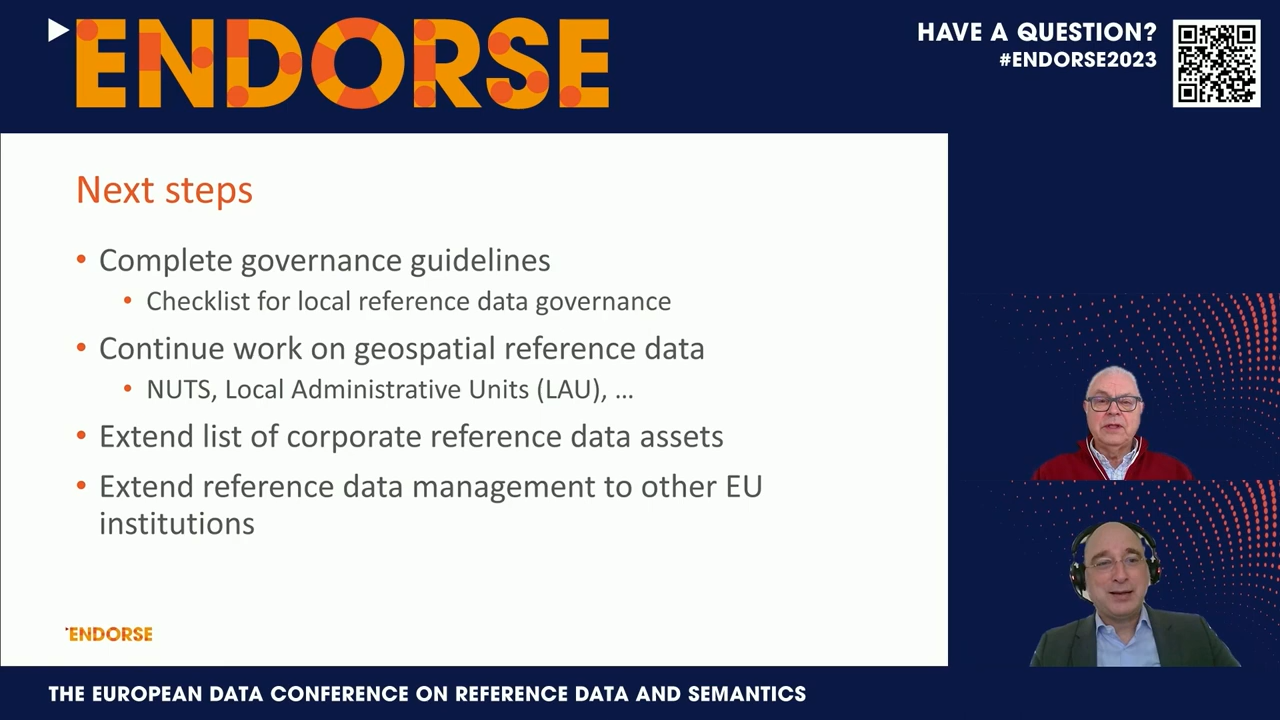 ENDORSE
HAVE A QUESTION?
#ENDORSE2023
Next steps
• Complete governance guidelines
• Checklist for local reference data governance
• Continue work on geospatial reference data
• NUTS, Local Administrative Units (LAU), ...
• Extend list of corporate reference data assets
• Extend reference data management to other EU
institutions
ENDORSE
THE EUROPEAN DATA CONFERENCE ON REFERENCE DATA AND SEMANTICS